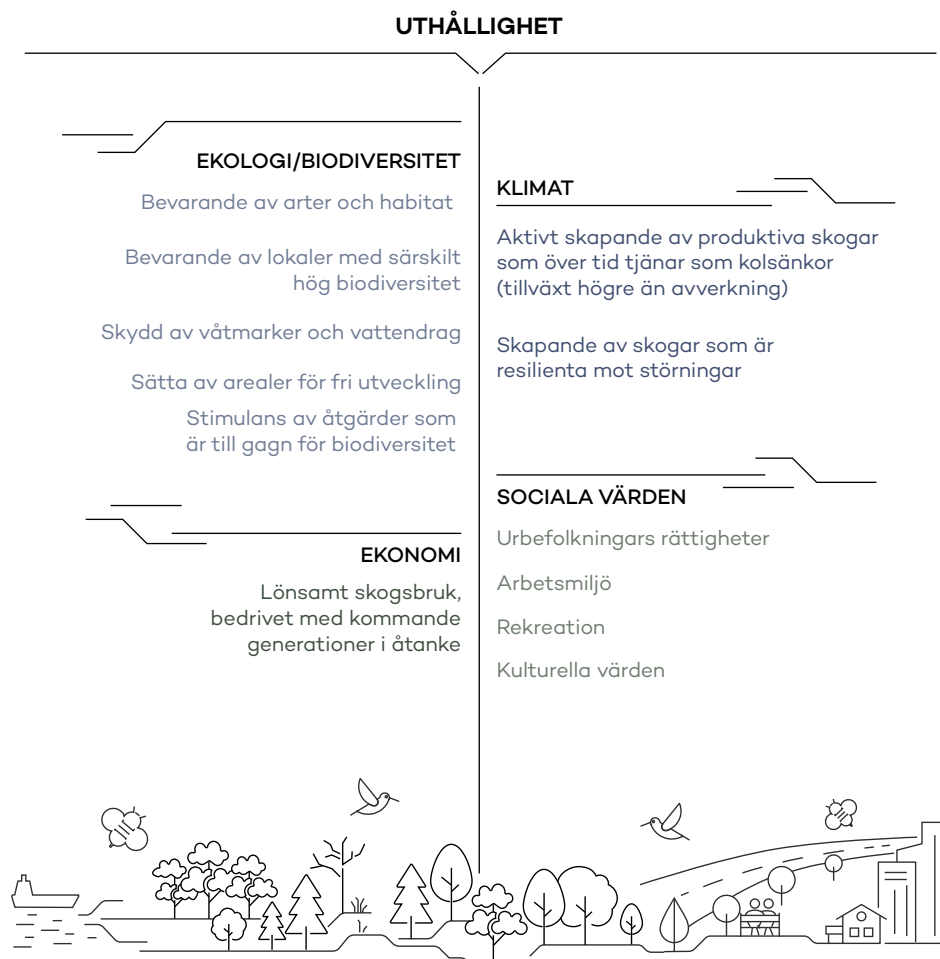 UTHÅLLIGHET
EKOLOGI/BIODIVERSITET
Bevarande av arter och habitat
Bevarande av lokaler med särskilt
hög biodiversitet
Skydd av våtmarker och vattendrag
Sätta av arealer för fri utveckling
Stimulans av åtgärder som
är till gagn för biodiversitet
EKONOMI
Lönsamt skogsbruk,
bedrivet med kommande
generationer i åtanke
KLIMAT
Aktivt skapande av produktiva skogar
som över tid tjänar som kolsänkor
(tillväxt högre än avverkning)
Skapande av skogar som är
resilienta mot störningar
SOCIALA VÄRDEN
Urbefolkningars rättigheter
Arbetsmiljö
Rekreation
Kulturella värden